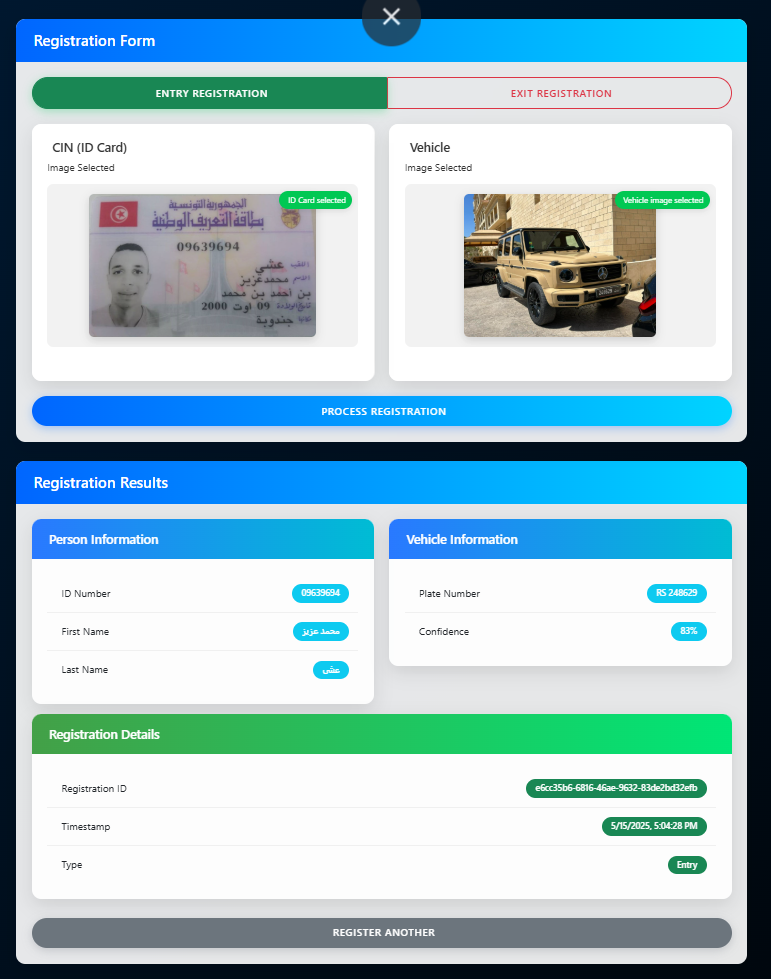 Registration Form
ENTRY REGISTRATION
EXIT REGISTRATION
CIN (ID Card)
Image Selected
ID Card selected
الجمهورية التونسية
بطاقة التعريف الوطنية
09639694
اللقب عشي
الاسم محمدعزيز
بن احمد بن محمد
تاريخ الولادة 09 اوت 2000
جندوبة
Vehicle
Image Selected
Vehicle image selected
PROCESS REGISTRATION
Registration Results
Person Information
ID Number 09639694
First Name محمد عزيز
Last Name عشي
Vehicle Information
Plate Number RS 248629
Confidence 83%
Registration Details
Registration ID e6cc35b6-6816-46ae-9632-83de2bd32efb
Timestamp 5/15/2025, 5:04:28 PM
Type Entry
REGISTER ANOTHER